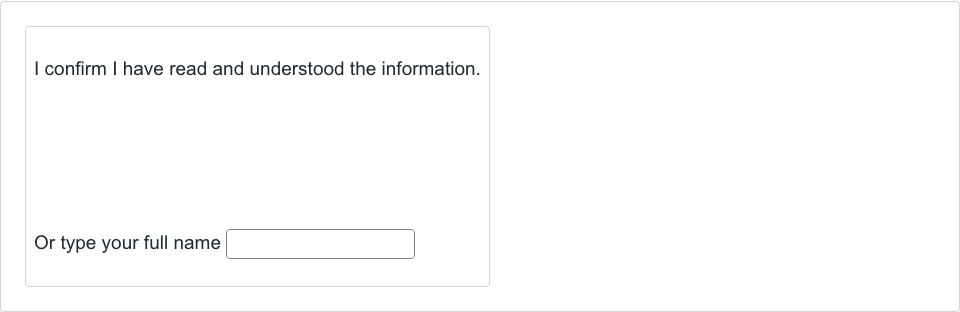 I confirm I have read and understood the information.
Or type your full name